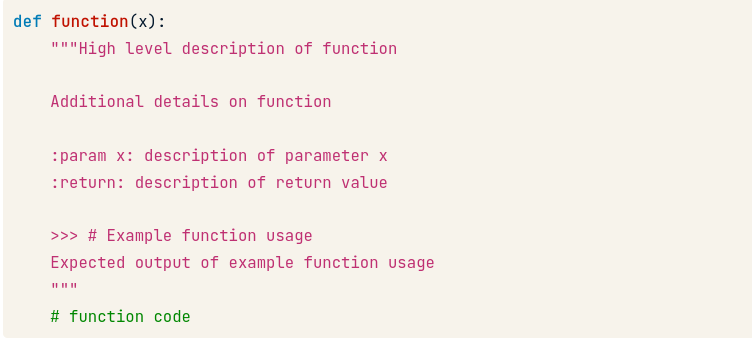 def function(x):
    """High level description of function

    Additional details on function

    :param x: description of parameter x
    :return: description of return value

    >>> # Example function usage
    Expected output of example function usage
    """
    # function code